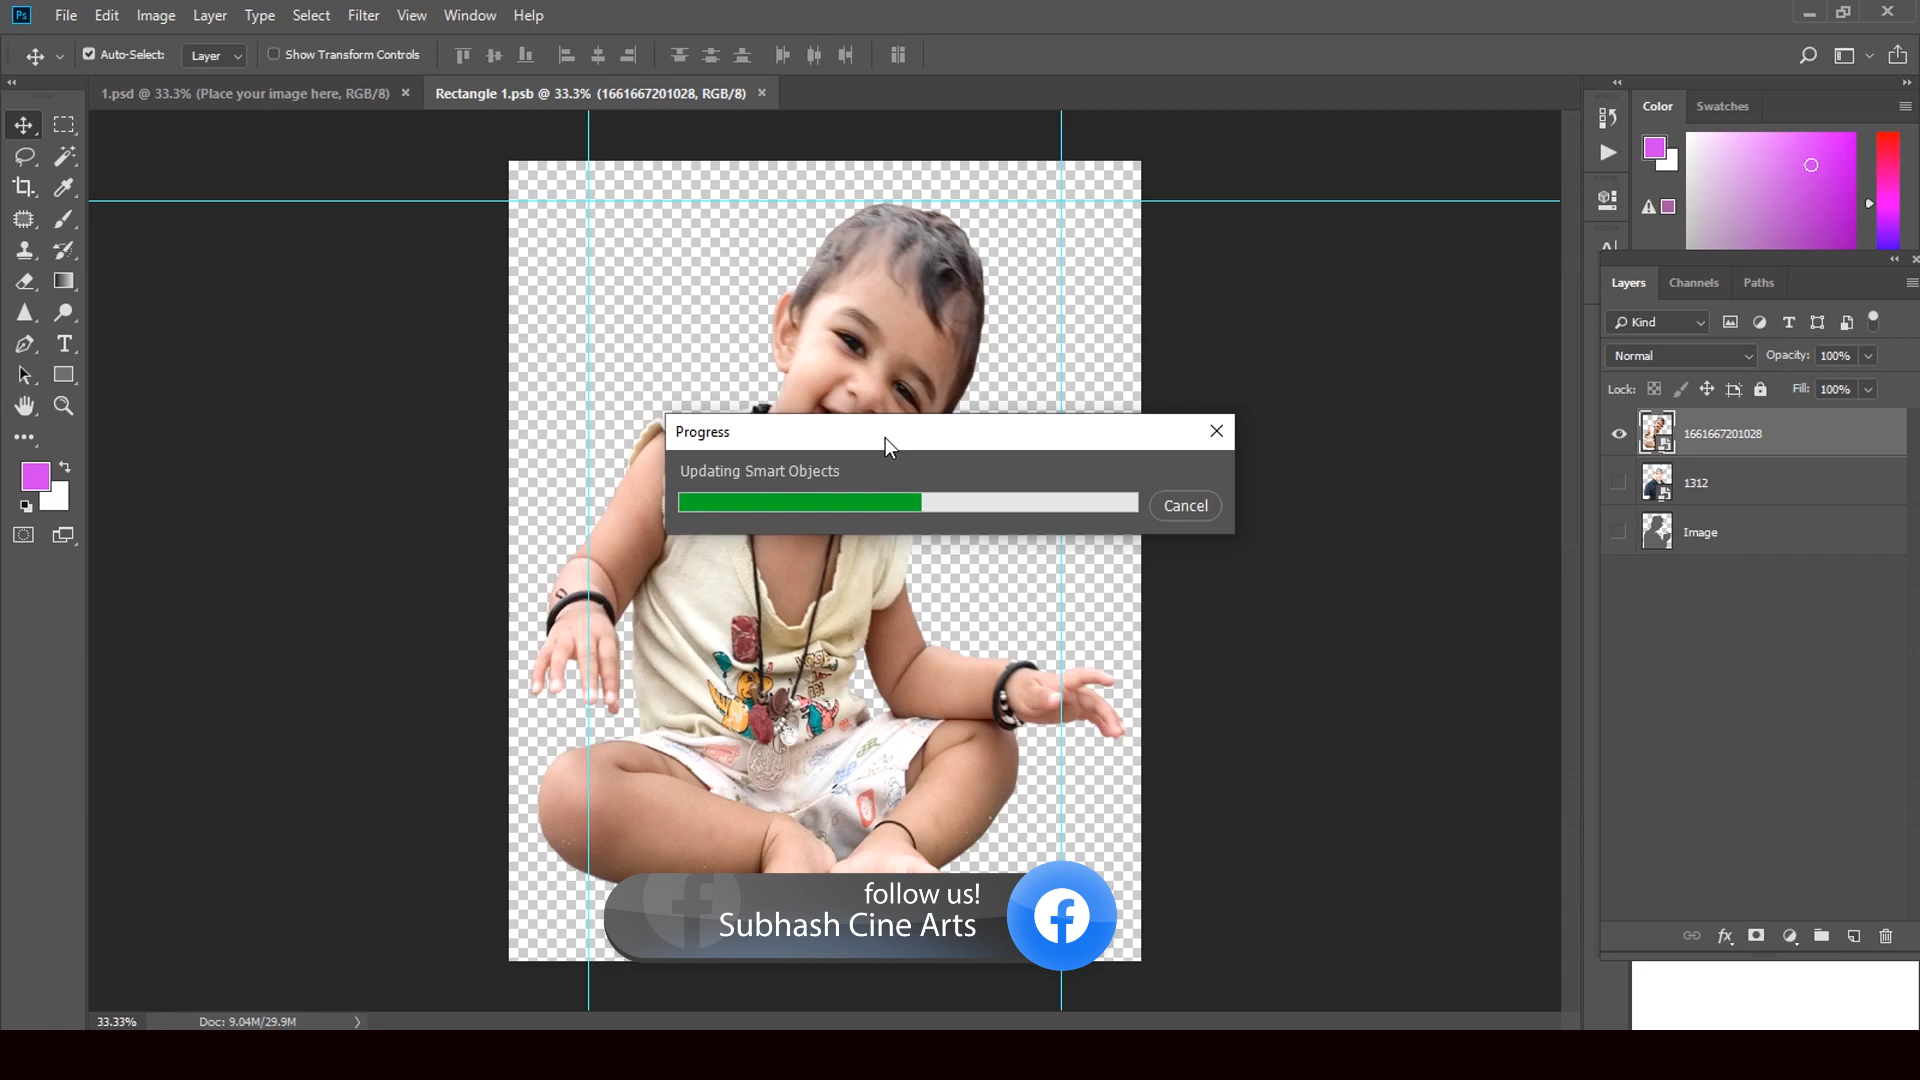 Ps File Edit Image Layer Type Select Filter View Window Help
Auto-Select: Layer Show Transform Controls
1.psd @ 33.3% (Place your image here, RGB/8) × Rectangle 1.psb @ 33.3% (1661667201028, RGB/8) ×
Color Swatches
Layers Channels Paths
Kind
Normal Opacity: 100%
Lock: Fill: 100%
1661667201028
1312
Image
Progress
Updating Smart Objects
Cancel
follow us!
Subhash Cine Arts
33.33% Doc: 9.04M/29.9M